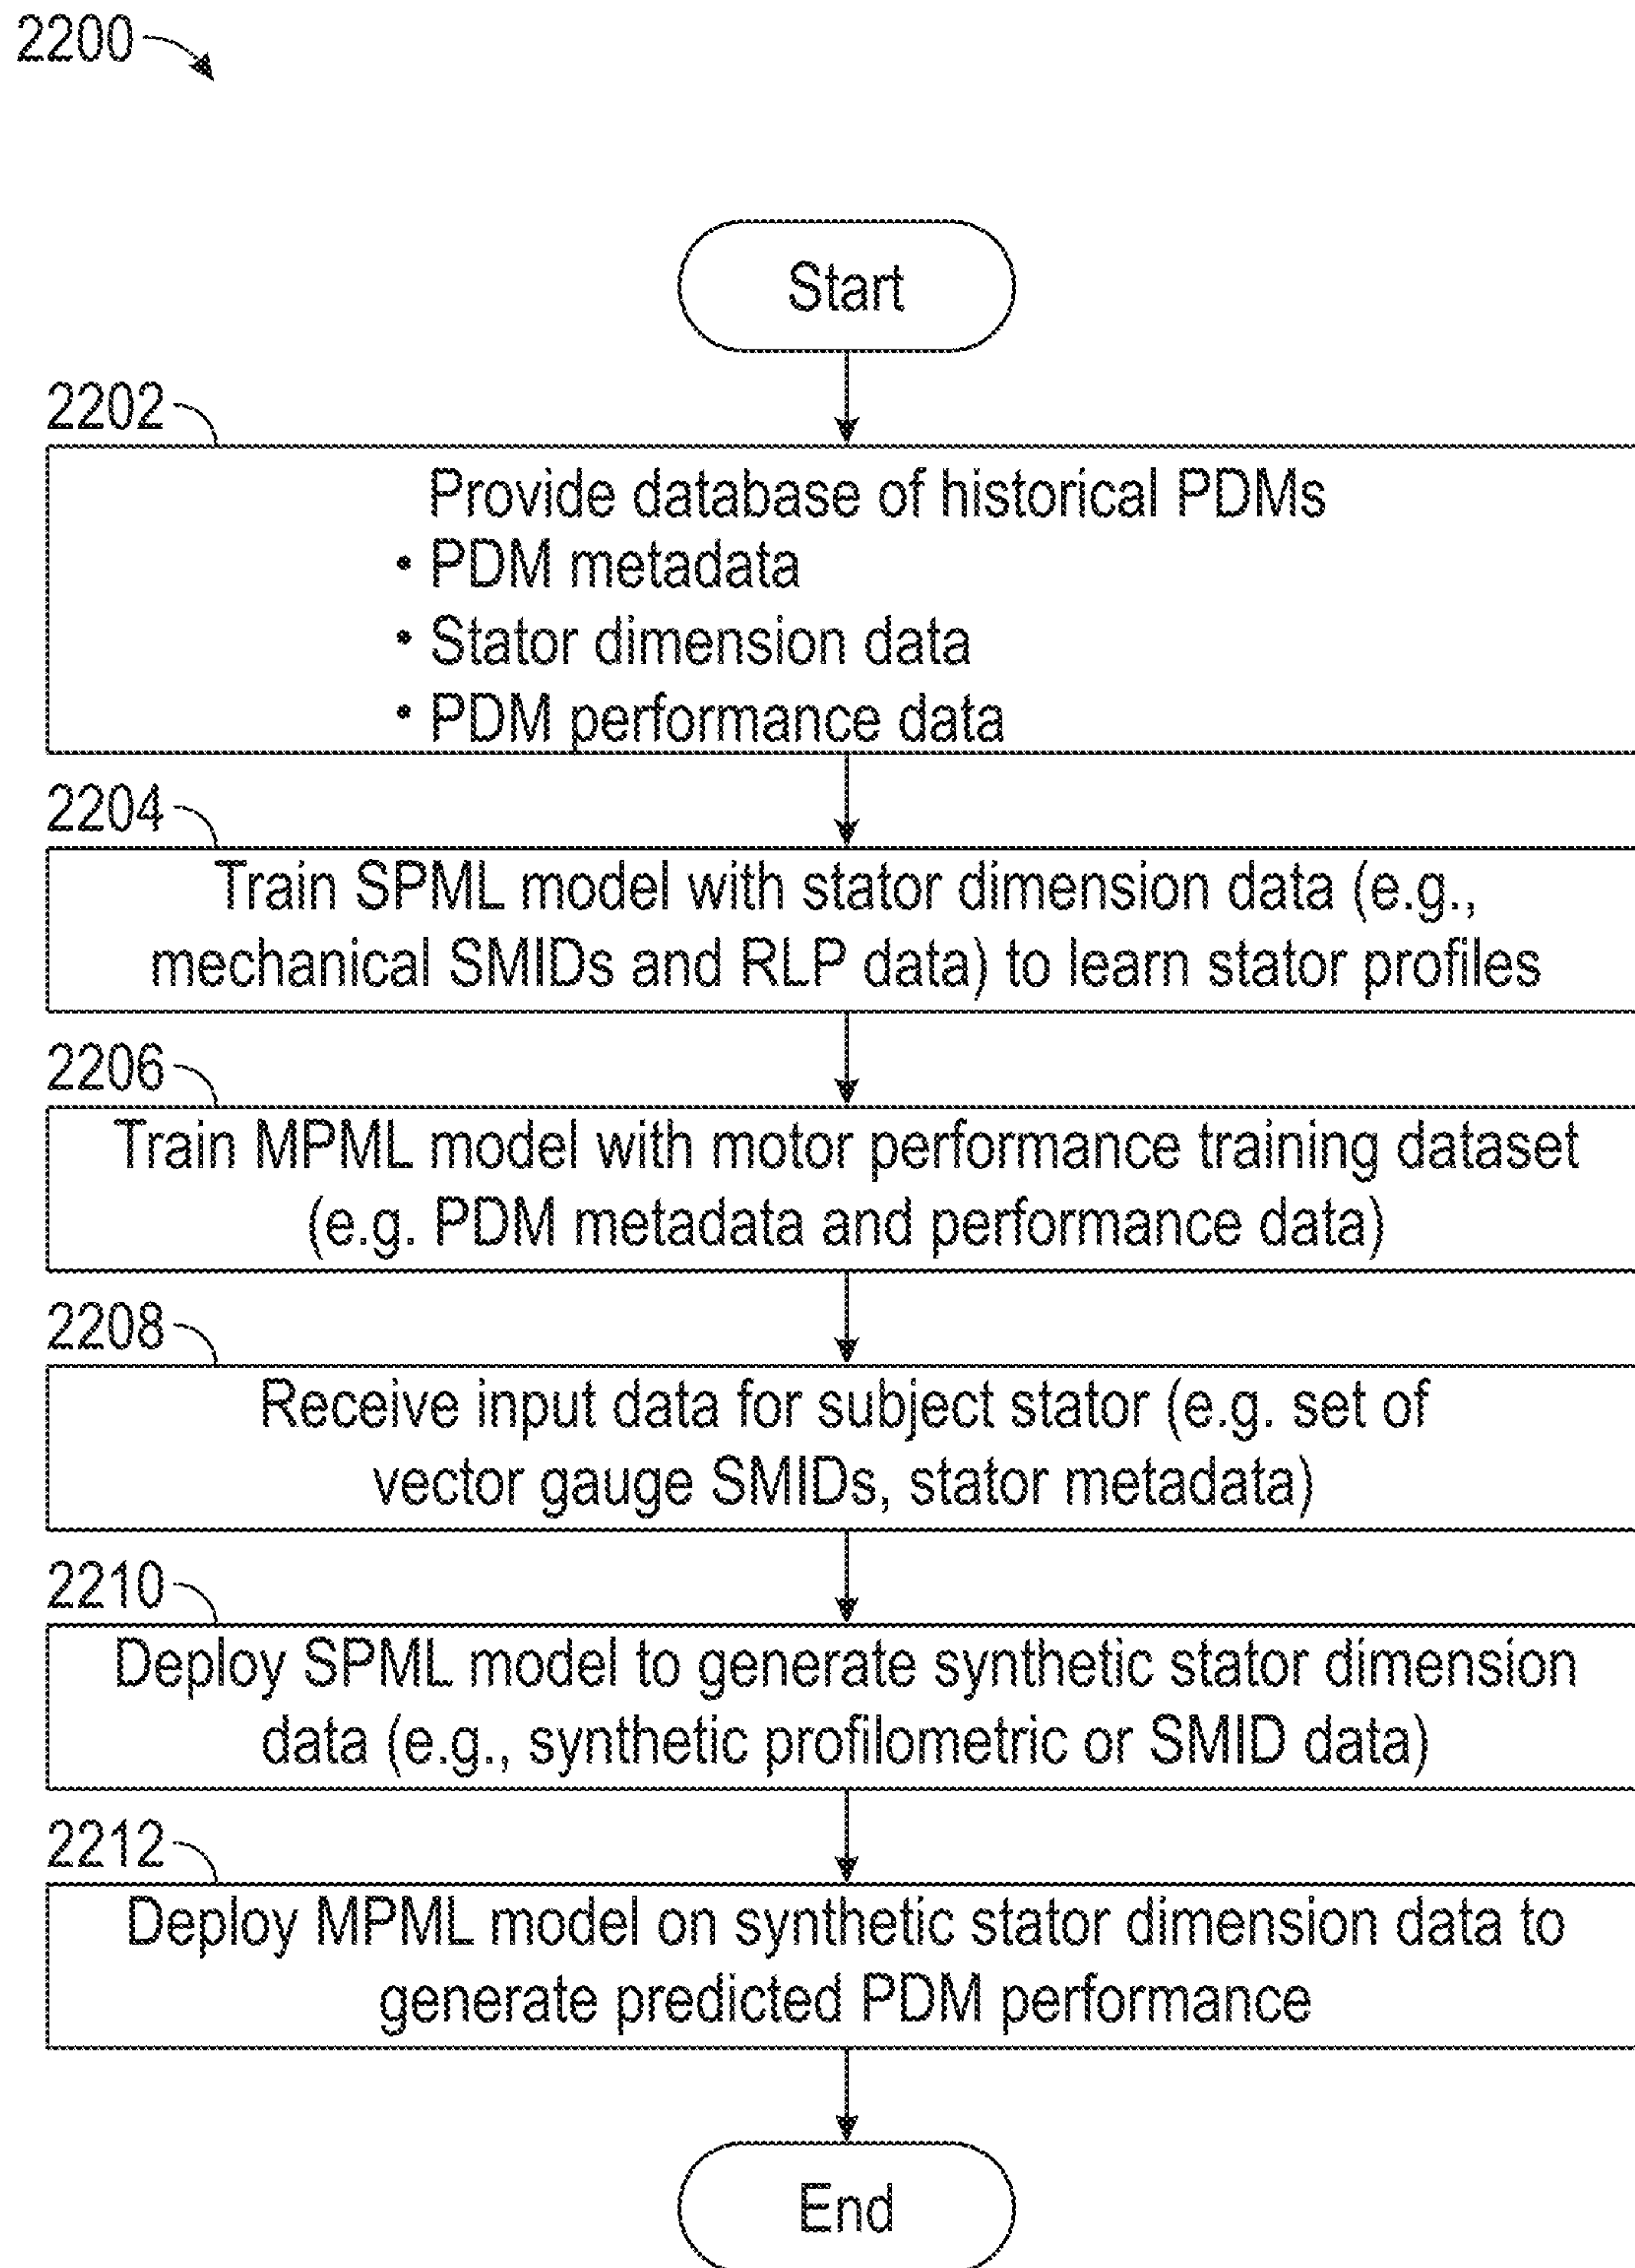 2200
Start
2202
Provide database of historical PDMs
• PDM metadata
• Stator dimension data
• PDM performance data
2204
Train SPML model with stator dimension data (e.g.,
mechanical SMIDs and RLP data) to learn stator profiles
2206
Train MPML model with motor performance training dataset
(e.g. PDM metadata and performance data)
2208
Receive input data for subject stator (e.g. set of
vector gauge SMIDs, stator metadata)
2210
Deploy SPML model to generate synthetic stator dimension
data (e.g., synthetic profilometric or SMID data)
2212
Deploy MPML model on synthetic stator dimension data to
generate predicted PDM performance
End